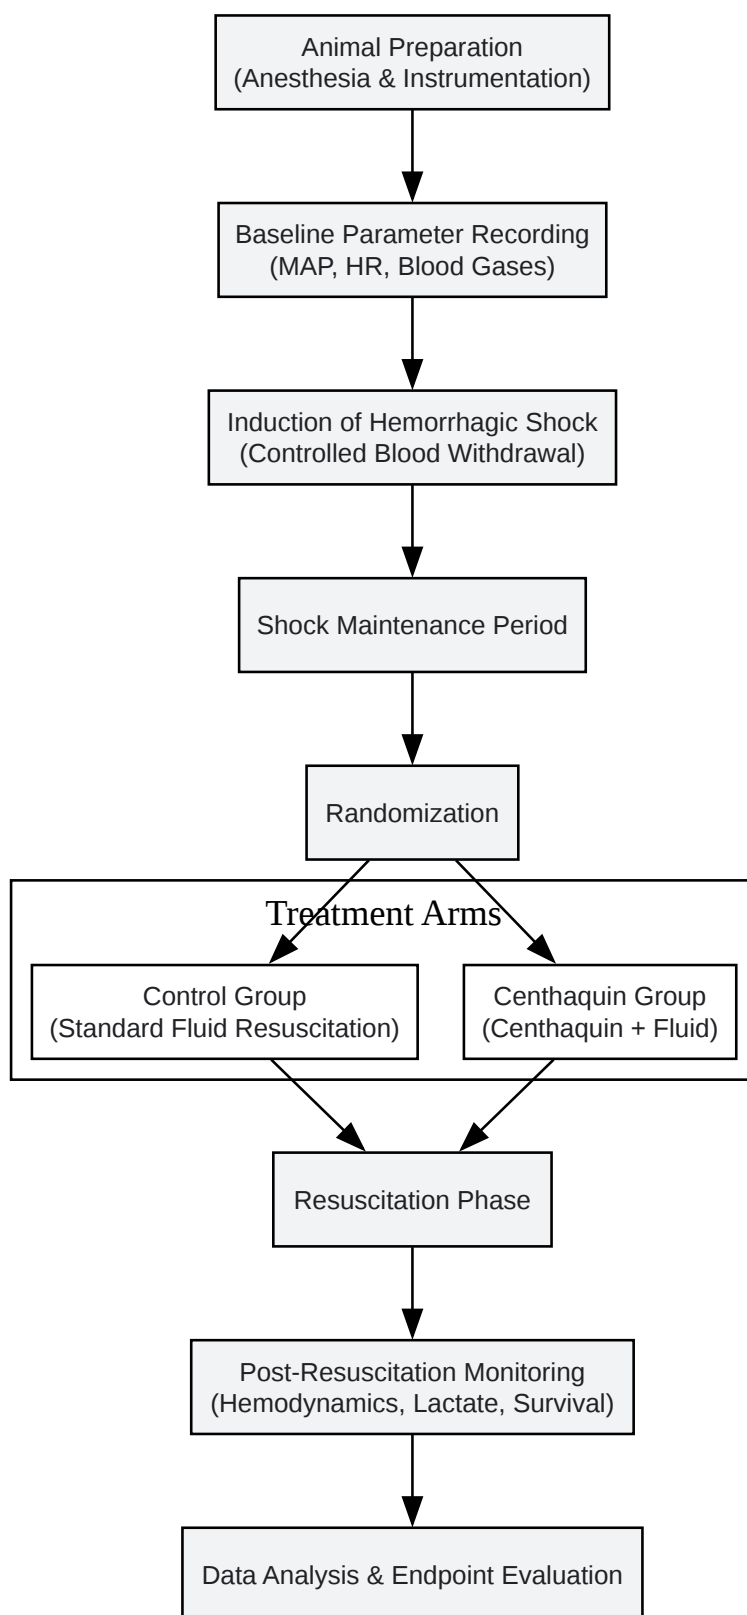 Animal Preparation
(Anesthesia & Instrumentation)
Baseline Parameter Recording
(MAP, HR, Blood Gases)
Induction of Hemorrhagic Shock
(Controlled Blood Withdrawal)
Shock Maintenance Period
Randomization
Treatment Arms
Control Group
(Standard Fluid Resuscitation)
Centhaquin Group
(Centhaquin + Fluid)
Resuscitation Phase
Post-Resuscitation Monitoring
(Hemodynamics, Lactate, Survival)
Data Analysis & Endpoint Evaluation